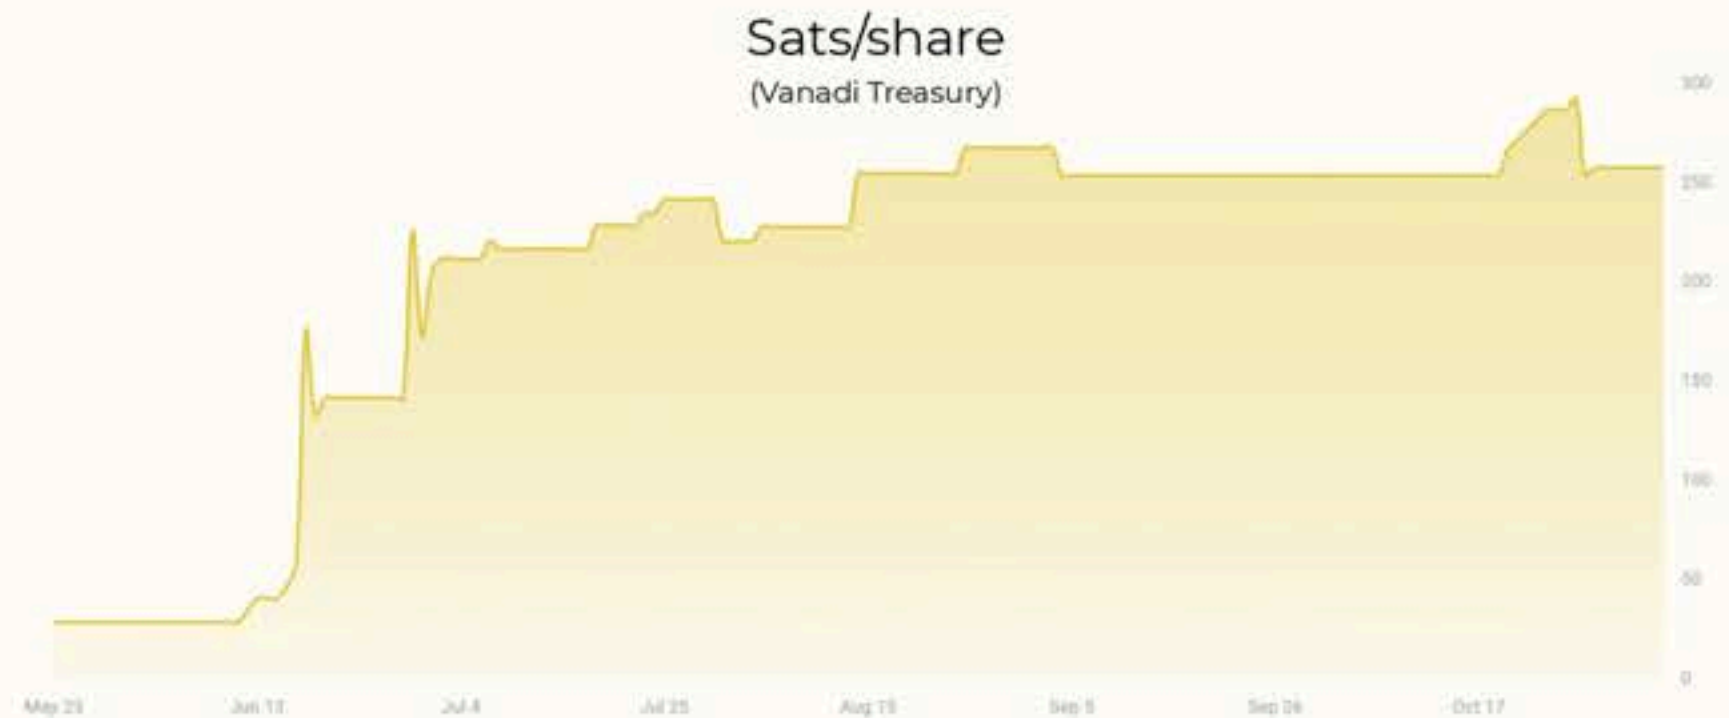 Sats/share
(Vanadi Treasury)
300
250
200
150
100
50
0
May 23
Jun 13
Jul 4
Jul 25
Aug 15
Sep 5
Sep 26
Oct 17